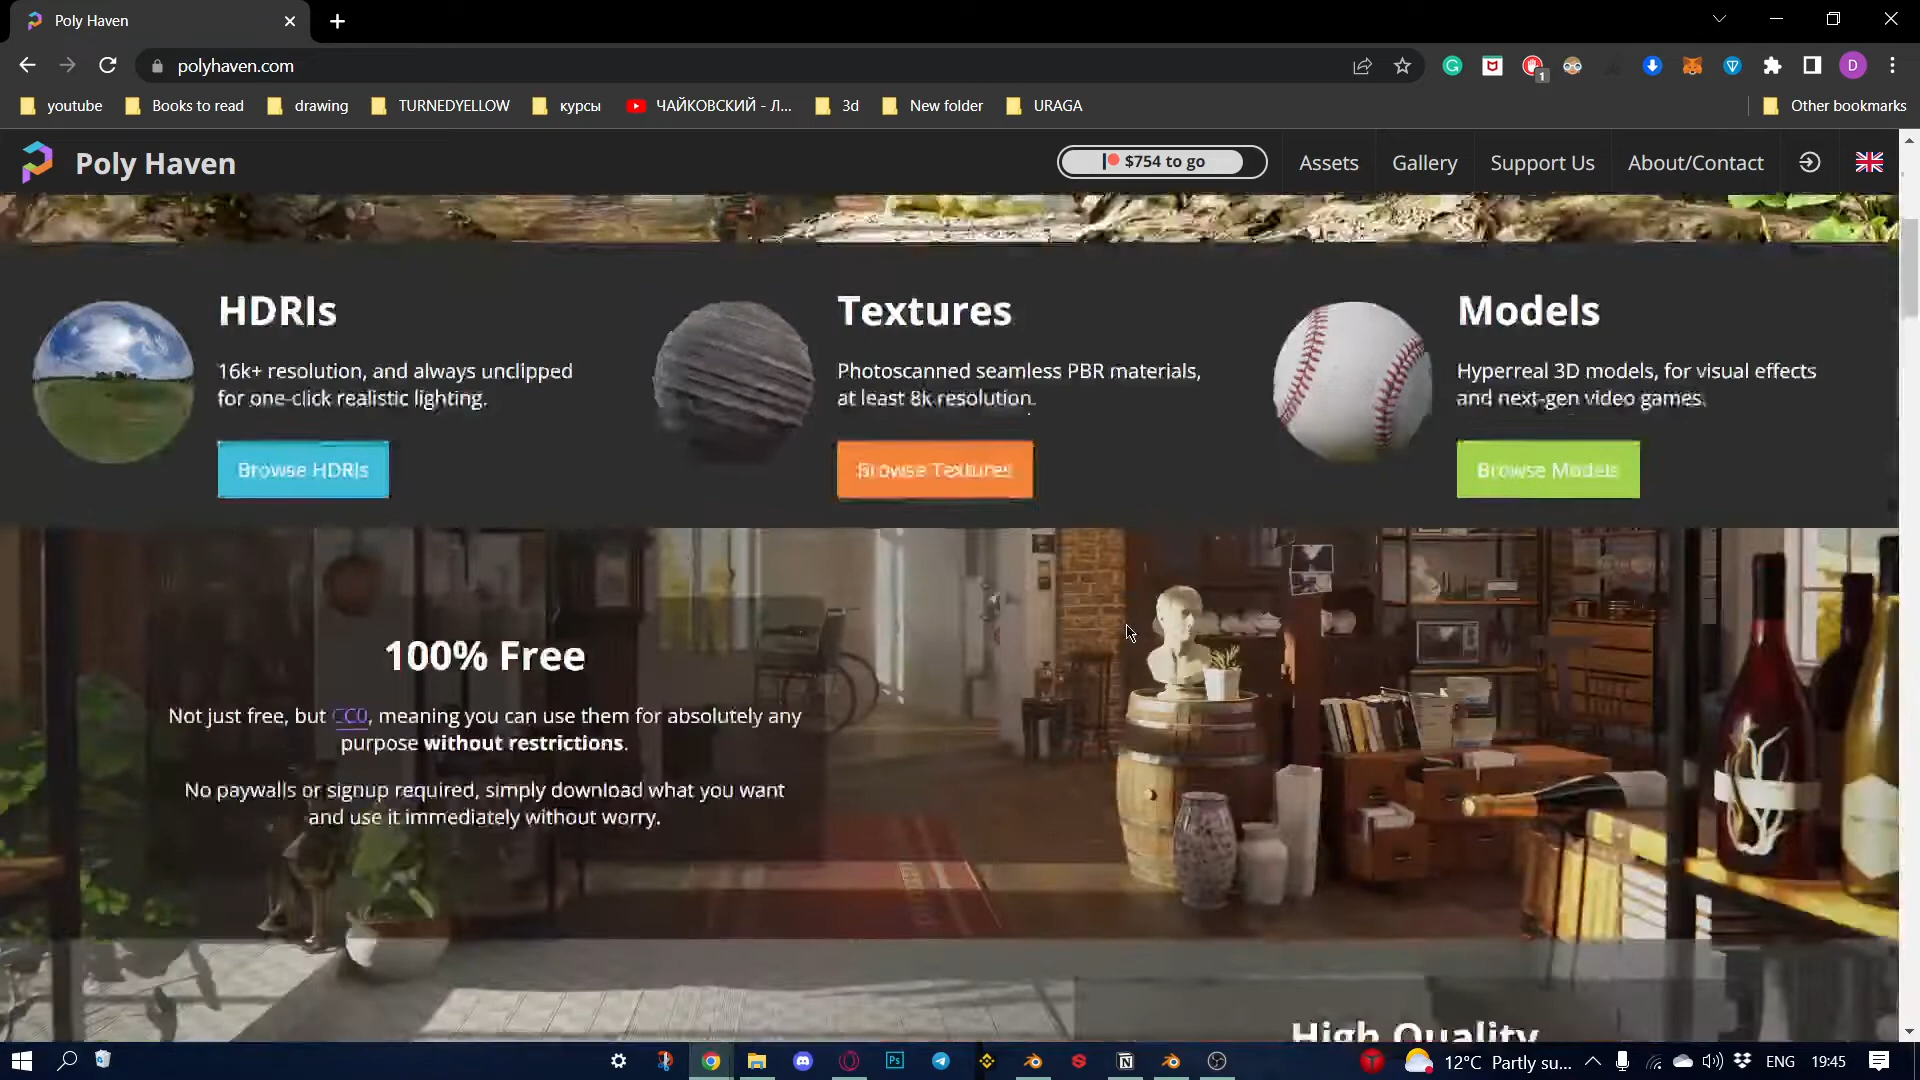 Poly Haven
polyhaven.com
1
D
youtube
Books to read
drawing
TURNEDYELLOW
курсы
ЧАЙКОВСКИЙ - Л...
3d
New folder
URAGA
Other bookmarks
Poly Haven
$754 to go
Assets
Gallery
Support Us
About/Contact
HDRIs
16k+ resolution, and always unclipped
for one-click realistic lighting.
Browse HDRIs
Textures
Photoscanned seamless PBR materials,
at least 8k resolution.
Browse Textures
Models
Hyperreal 3D models, for visual effects
and next-gen video games.
Browse Models
100% Free
Not just free, but CC0, meaning you can use them for absolutely any
purpose without restrictions.
No paywalls or signup required, simply download what you want
and use it immediately without worry.
High Quality
Ps
12°C Partly su...
ENG
19:45